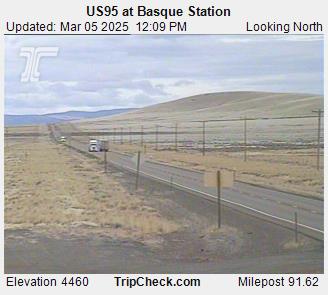 US95 at Basque Station
Updated: Mar 05 2025 12:09 PM Looking North
Elevation 4460 TripCheck.com Milepost 91.62